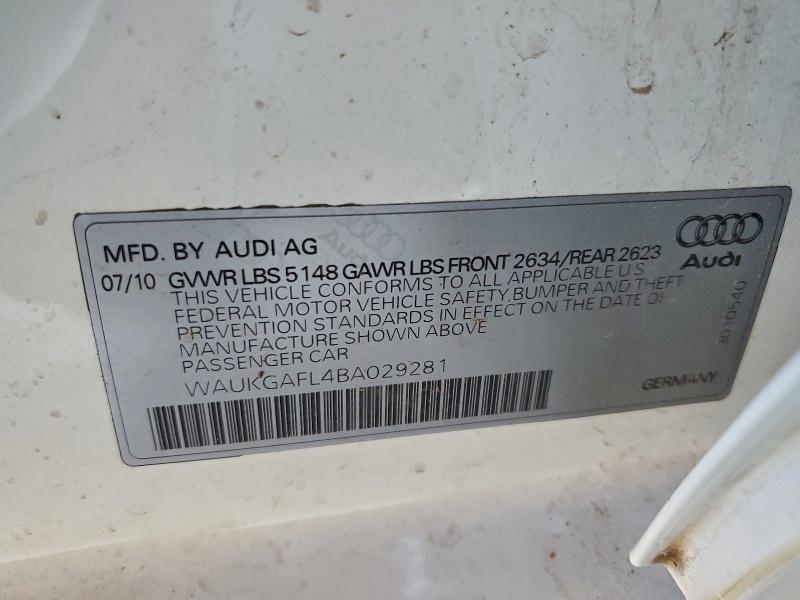 MFD. BY AUDI AG
07/10 GVWR LBS 5148 GAWR LBS FRONT 2634/REAR 2623
THIS VEHICLE CONFORMS TO ALL APPLICABLE U S
FEDERAL MOTOR VEHICLE SAFETY, BUMPER AND THEFT
PREVENTION STANDARDS IN EFFECT ON THE DATE OF
MANUFACTURE SHOWN ABOVE
PASSENGER CAR
WAUKGAFL4BA029281
Audi
3010540
GERMANY